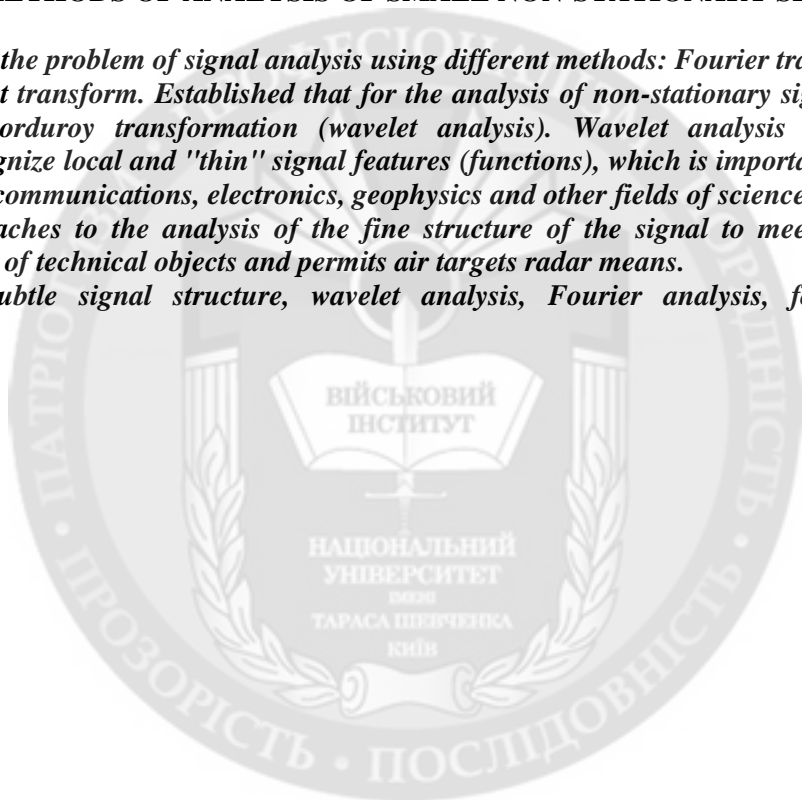 METHODS OF ANALYSIS OF SMALL NON STATIONARY
the problem of signal analysis using different methods: Fourier tra
t transform. Established that for the analysis of non-stationary sig
orduroy transformation (wavelet analysis). Wavelet analysis
gnize local and "thin" signal features (functions), which is importa
communications, electronics, geophysics and other fields of science
aches to the analysis of the fine structure of the signal to mee
of technical objects and permits air targets radar means.
ubtle signal structure, wavelet analysis, Fourier analysis, fo
ВІЙСЬКОВИЙ
ІНСТИТУТ
НАЦІОНАЛЬНИЙ
УНІВЕРСИТЕТ
ІМЕНІ
ТАРАСА ШЕВЧЕНКА
КИЇВ
ПРОЗОРІСТЬ • ПОСЛІДОВНІСТЬ •